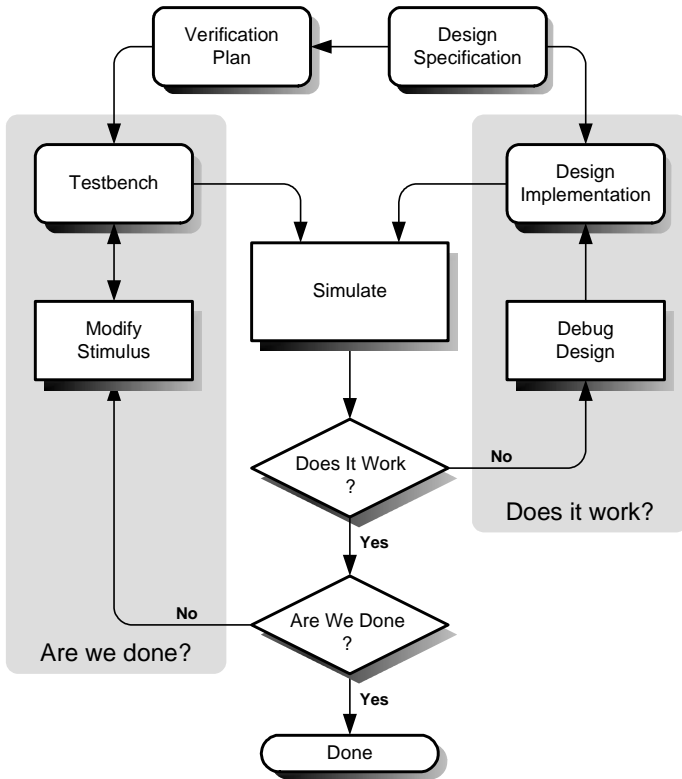 Verification
Plan
Design
Specification
Testbench
Design
Implementation
Simulate
Modify
Stimulus
Debug
Design
Does It Work
?
No
Does it work?
Yes
Are We Done
?
No
Are we done?
Yes
Done